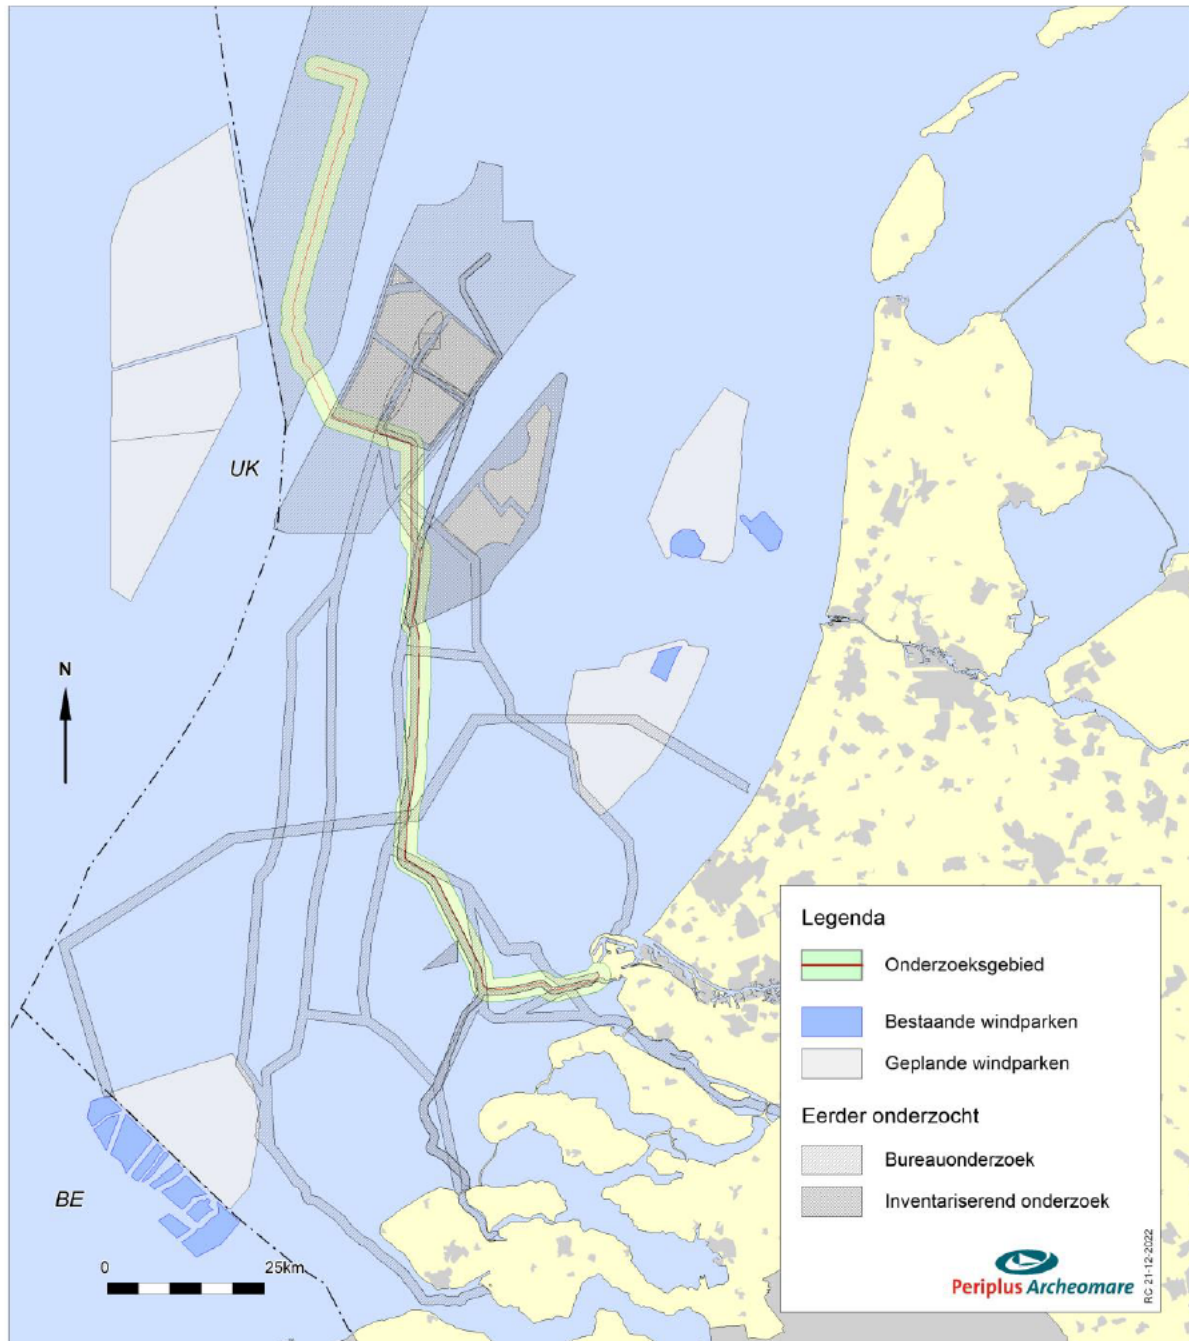 UK
N
BE
0 25km
Legenda
Onderzoeksgebied
Bestaande windparken
Geplande windparken
Eerder onderzocht
Bureauonderzoek
Inventariserend onderzoek
Periplus Archeomare
RC 21-12-2022